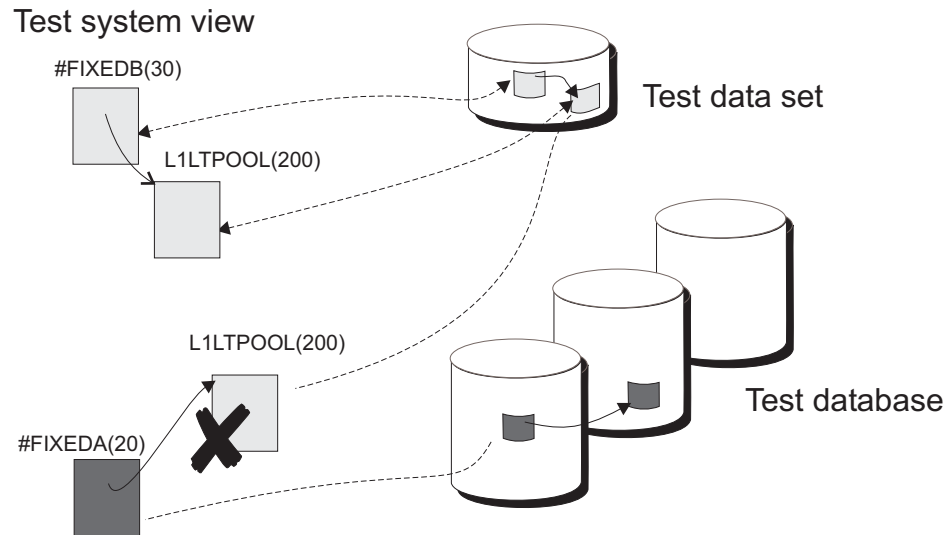 Test system view
#FIXEDB(30)
Test data set
L1LTPOOL(200)
L1LTPOOL(200)
Test database
#FIXEDA(20)